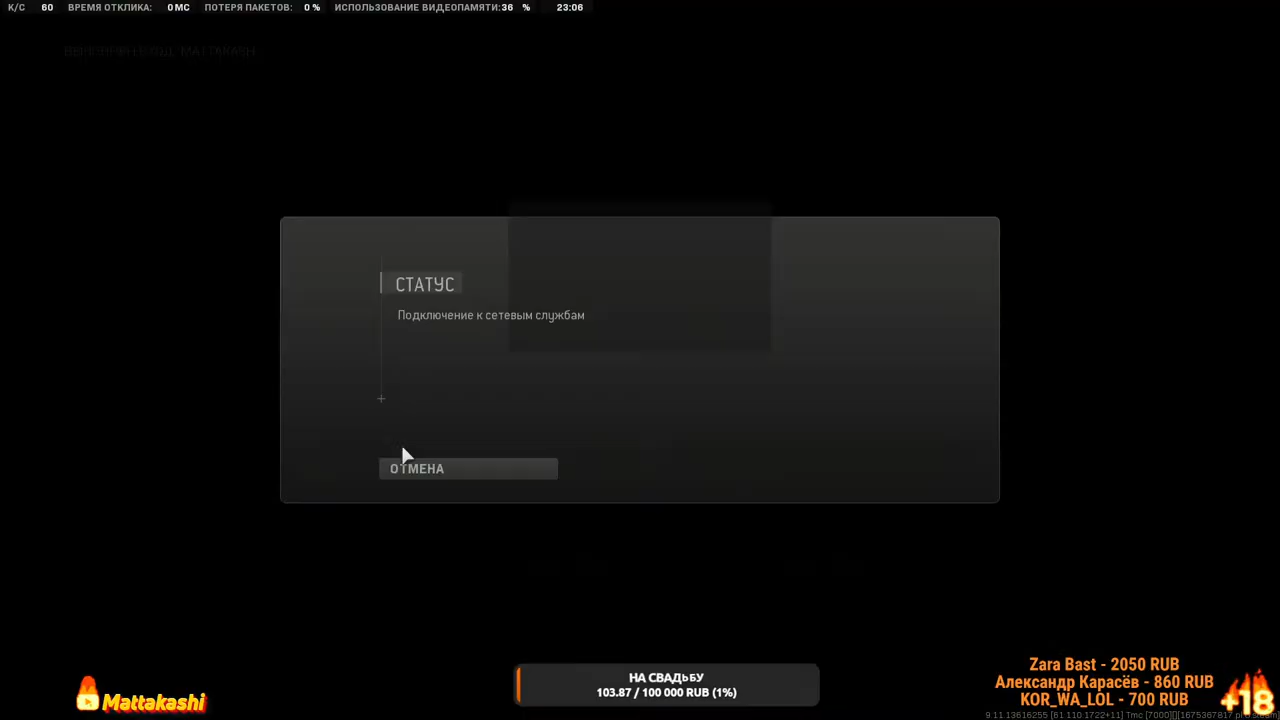 К/С 60 ВРЕМЯ ОТКЛИКА: 0 МС ПОТЕРЯ ПАКЕТОВ: 0 % ИСПОЛЬЗОВАНИЕ ВИДЕОПАМЯТИ: 36 % 23:06
СТАТУС
Подключение к сетевым службам
ОТМЕНА
НА СВАДЬБУ
103.87 / 100 000 RUB (1%)
Mattakashi
Zara Bast - 2050 RUB
Александр Карасёв - 860 RUB
KOR_WA_LOL - 700 RUB
+18